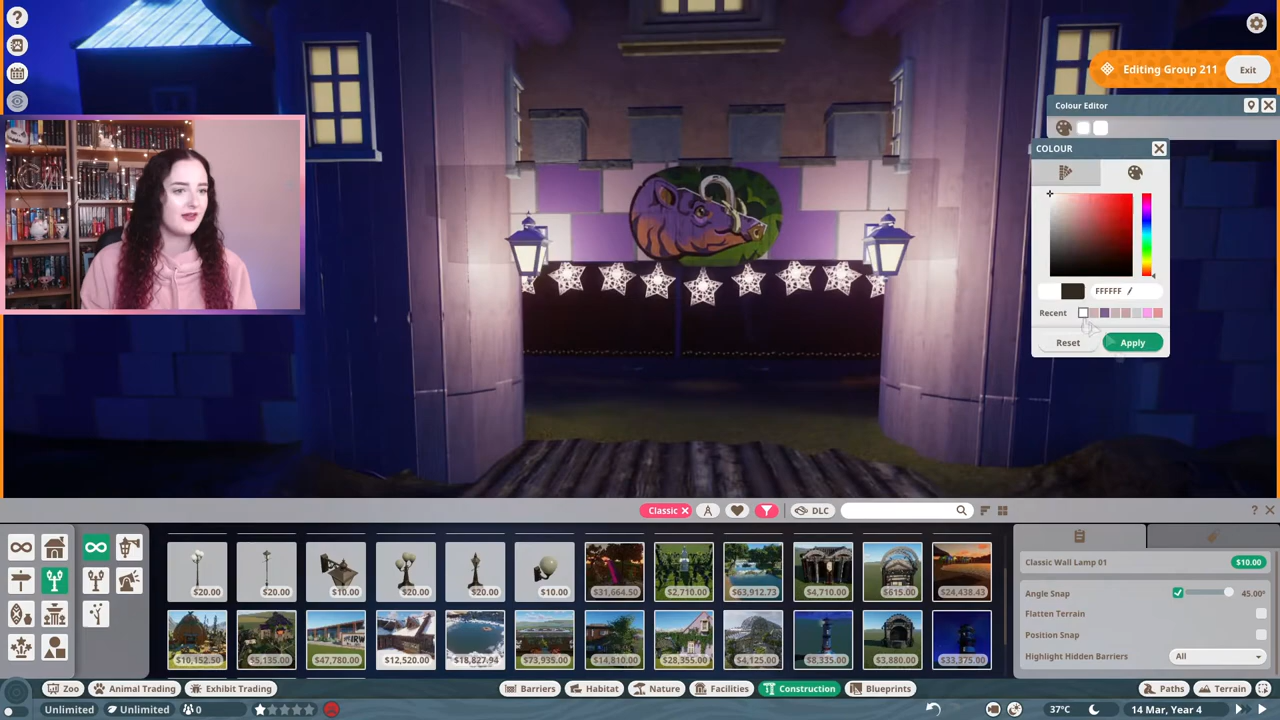 Editing Group 211
Exit
Colour Editor
COLOUR
FFFFFF /
Recent
Reset
Apply
Classic ×
DLC
$20.00
$20.00
$10.00
$20.00
$20.00
$10.00
$31,664.50
$2,710.00
$63,912.73
$4,710.00
$615.00
$24,438.43
$10,152.50
$5,135.00
$47,780.00
$12,520.00
$18,827.94
$73,935.00
$14,810.00
$28,355.00
$4,125.00
$8,335.00
$3,880.00
$33,375.00
Classic Wall Lamp 01
$10.00
Angle Snap
45.00°
Flatten Terrain
Position Snap
Highlight Hidden Barriers
All
Zoo
Animal Trading
Exhibit Trading
Barriers
Habitat
Nature
Facilities
Construction
Blueprints
Paths
Terrain
Unlimited
Unlimited
0
37°C
14 Mar, Year 4